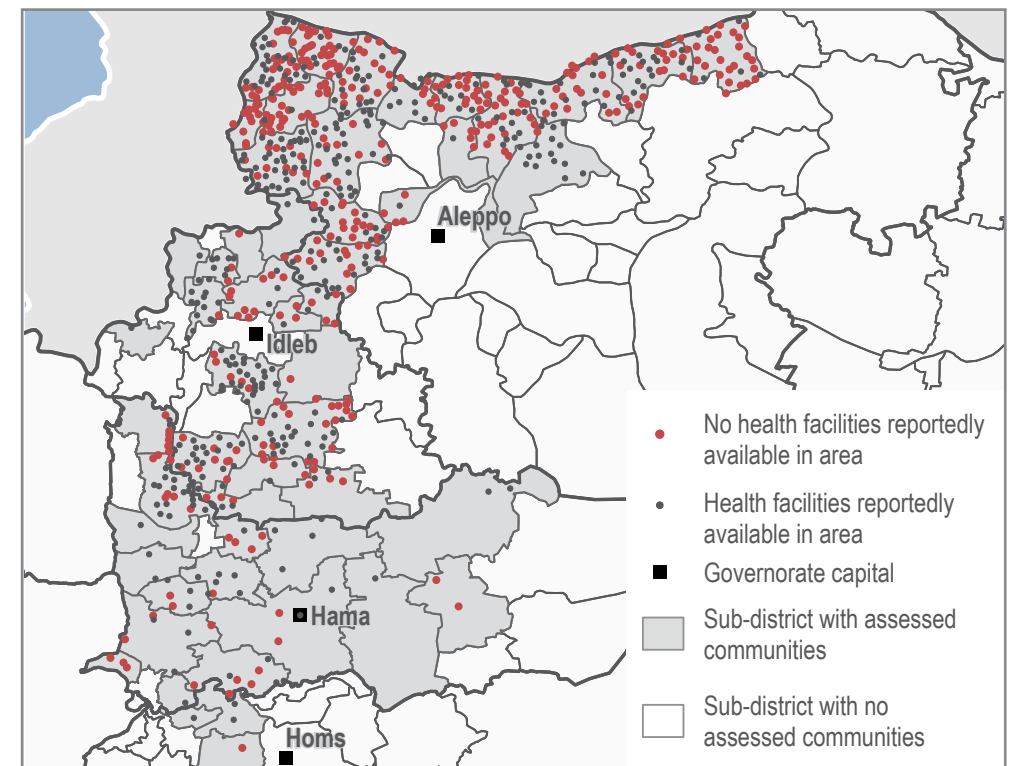 Aleppo
Idleb
No health facilities reportedly
available in area
Health facilities reportedly
available in area
Governorate capital
Hama
Sub-district with assessed
communities
Sub-district with no
assessed communities
Homs